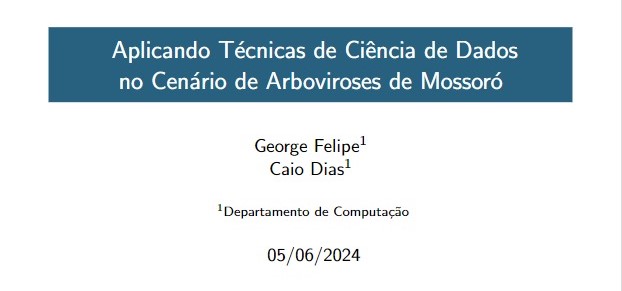 Aplicando Técnicas de Ciência de Dados
no Cenário de Arboviroses de Mossoró
George Felipe¹
Caio Dias¹
¹Departamento de Computação
05/06/2024